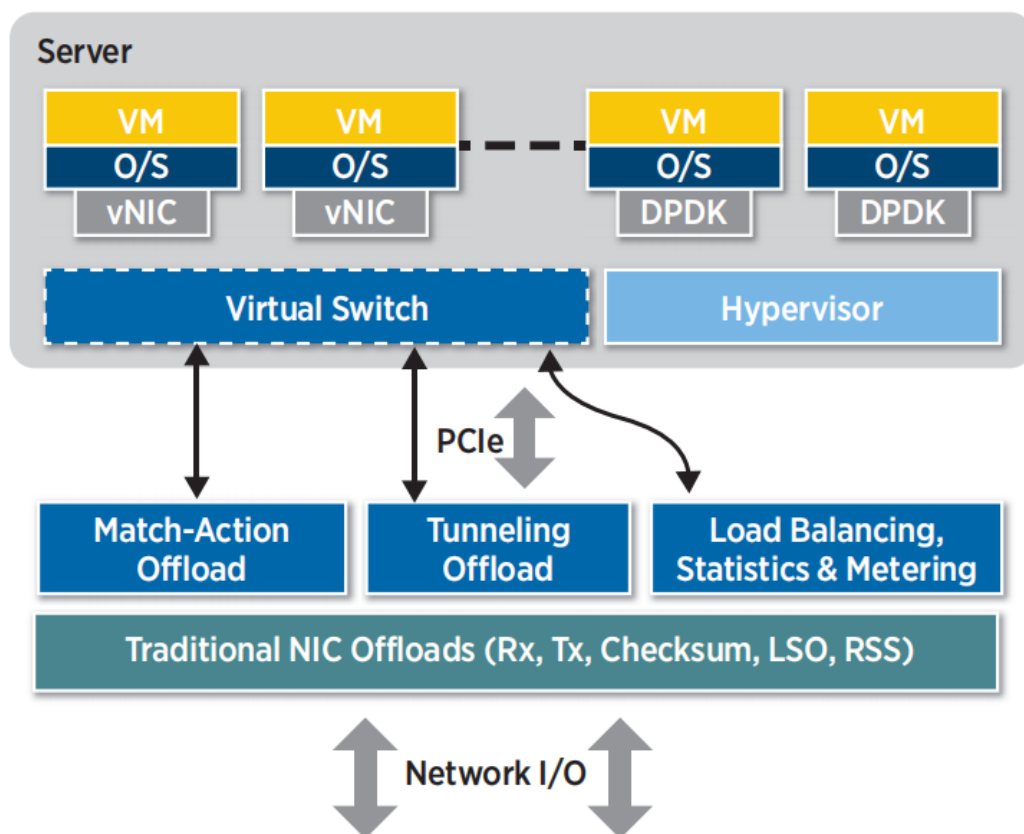 Server
VM
VM
VM
VM
O/S
O/S
O/S
O/S
vNIC
vNIC
DPDK
DPDK
Virtual Switch
Hypervisor
PCIe
Match-Action
Offload
Tunneling
Offload
Load Balancing,
Statistics & Metering
Traditional NIC Offloads (Rx, Tx, Checksum, LSO, RSS)
Network I/O